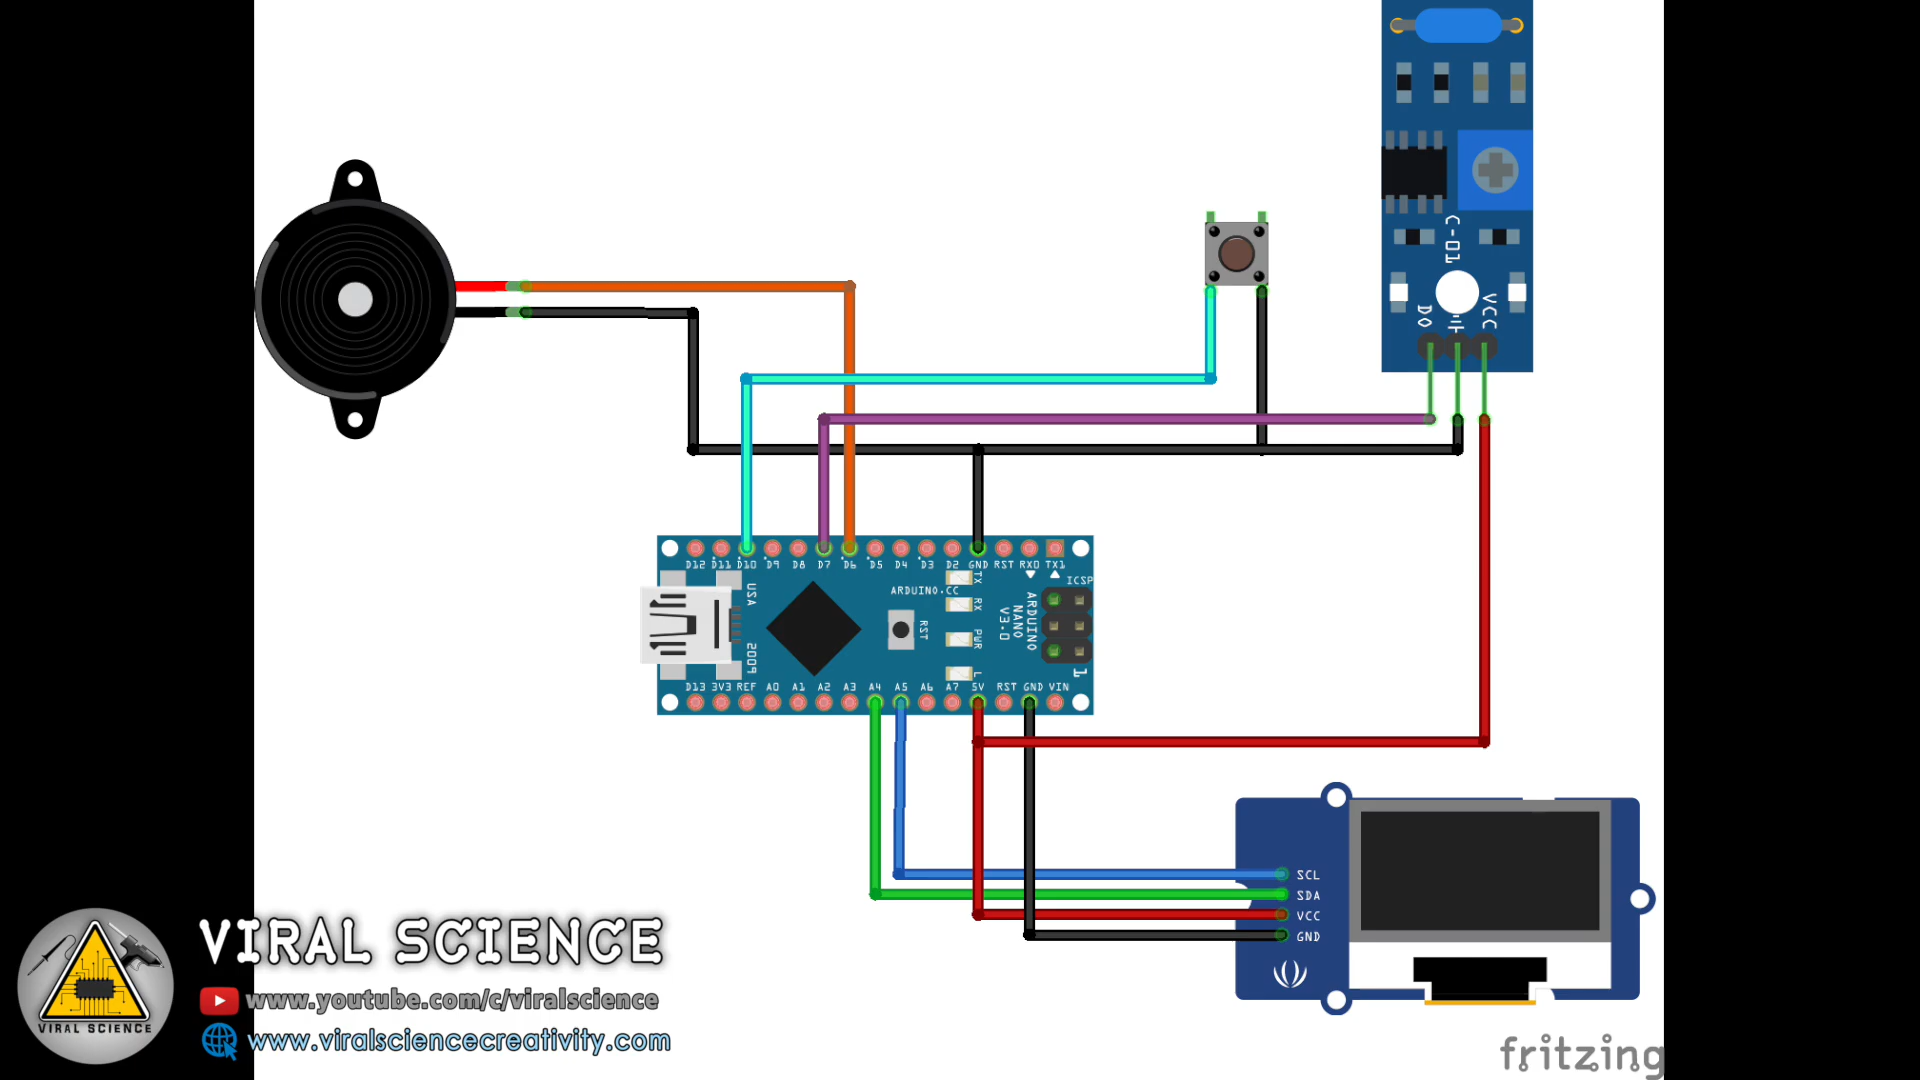 C-01
DO
VCC
D12 D11 D10 D9 D8 D7 D6 D5 D4 D3 D2 GND RST RX0 TX1
ICSP
ARDUINO.CC
USA
2009
RST
TX
RX
PWR
L
ARDUINO
NANO
V3.0
1
D13 3V3 REF A0 A1 A2 A3 A4 A5 A6 A7 5V RST GND VIN
SCL
SDA
VCC
GND
VIRAL SCIENCE
VIRAL SCIENCE
www.youtube.com/c/viralscience
www.viralsciencecreativity.com
fritzing